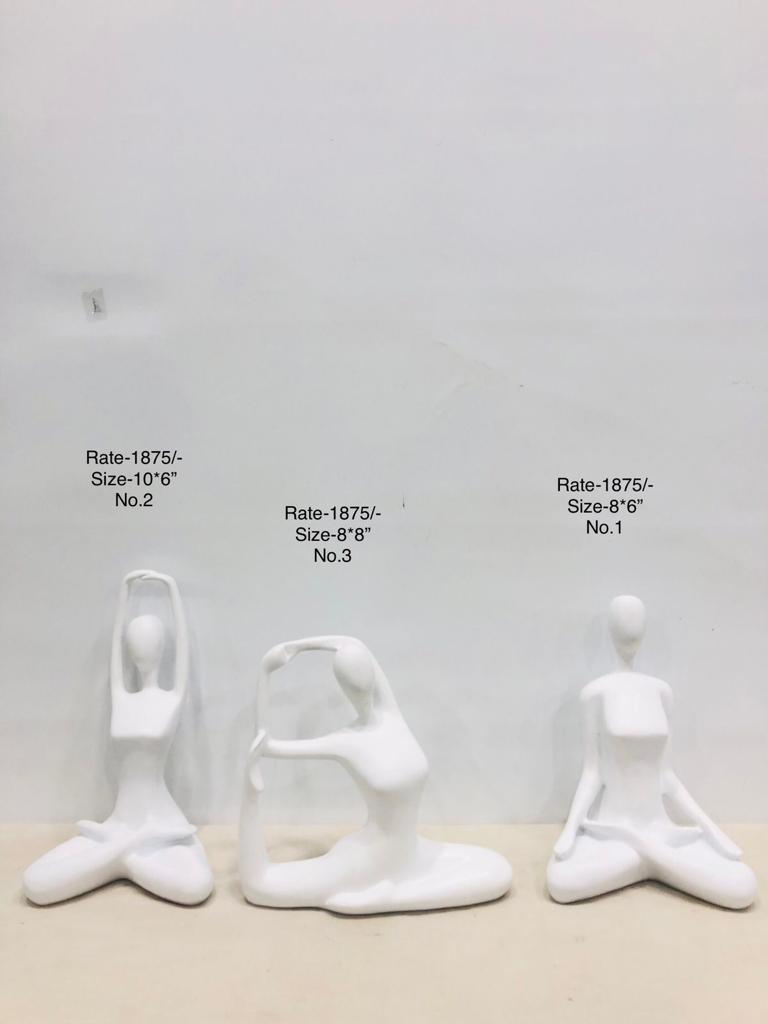 Rate-1875/-
Size-10*6”
No.2
Rate-1875/-
Size-8*8”
No.3
Rate-1875/-
Size-8*6”
No.1